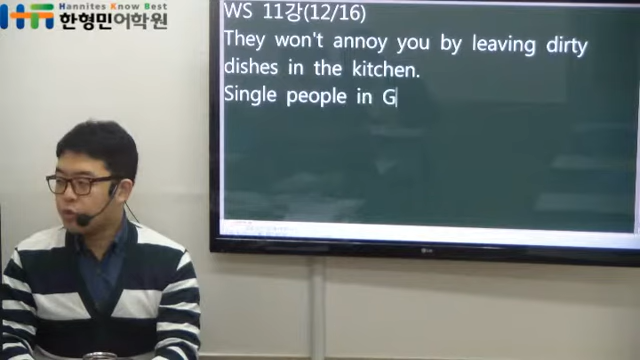 Hannites Know Best
한형민어학원
WS 11강(12/16)
They won't annoy you by leaving dirty
dishes in the kitchen.
Single people in G
LG